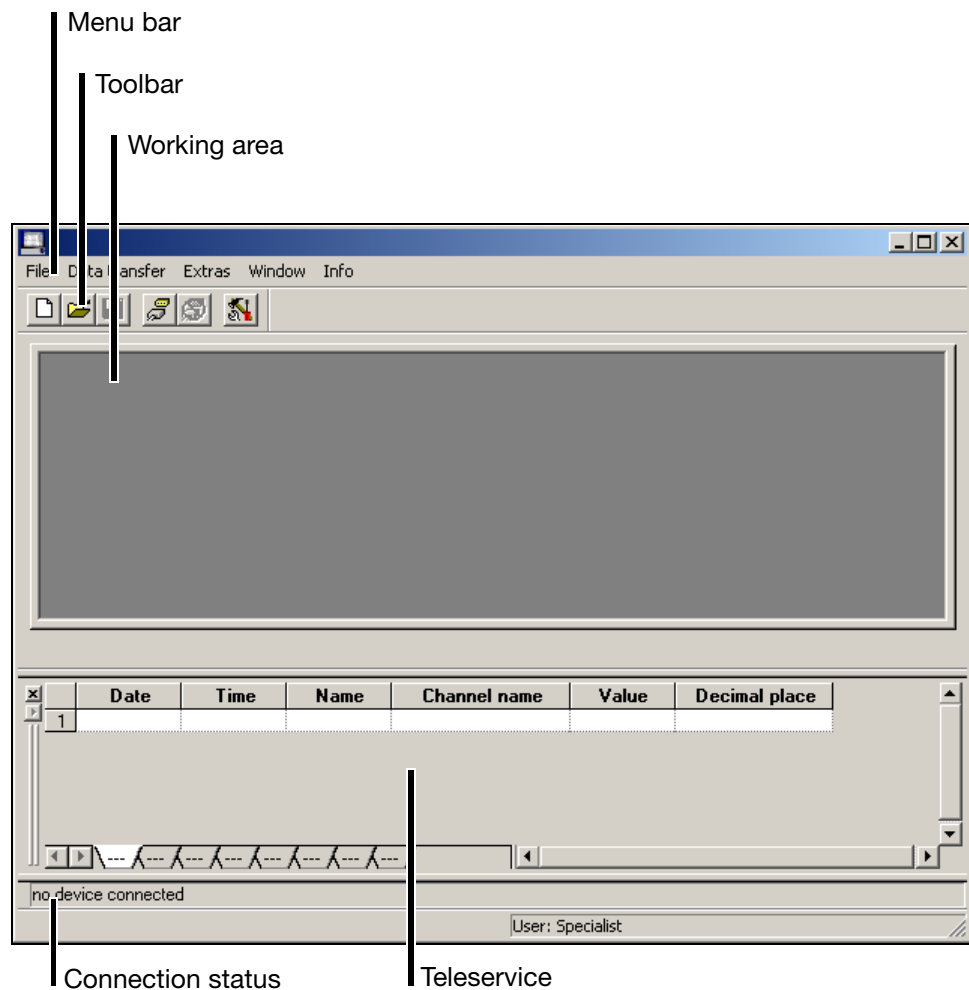 Menu bar
Toolbar
Working area
File Data Transfer Extras Window Info
Date Time Name Channel name Value Decimal place
1
--- --- --- --- --- --- --- ---
no device connected
User: Specialist
Connection status Teleservice